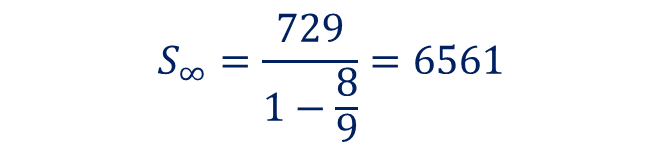 S∞ = 729 / (1 − 8/9) = 6561